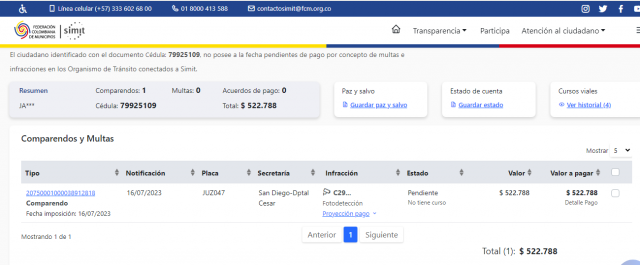 Línea celular (+57) 333 602 68 00 01 8000 413 588 contactosimit@fcm.org.co
FEDERACIÓN COLOMBIANA DE MUNICIPIOS simit Transparencia Participa Atención al ciudadano
El ciudadano identificado con el documento Cédula: 79925109, no posee a la fecha pendientes de pago por concepto de multas e
infracciones en los Organismo de Tránsito conectados a Simit.
Resumen Comparendos: 1 Multas: 0 Acuerdos de pago: 0
JA*** Cédula: 79925109 Total: $ 522.788
Paz y salvo
Guardar paz y salvo
Estado de cuenta
Guardar estado
Cursos viales
Ver historial (4)
Comparendos y Multas
Mostrar 5
Tipo Notificación Placa Secretaría Infracción Estado Valor Valor a pagar
20750001000038912818 16/07/2023 JUZ047 San Diego-Dptal C29... Pendiente $ 522.788 $ 522.788
Comparendo Cesar Fotodetección No tiene curso Detalle Pago
Fecha imposición: 16/07/2023 Proyección pago
Mostrando 1 de 1 Anterior 1 Siguiente
Total (1): $ 522.788